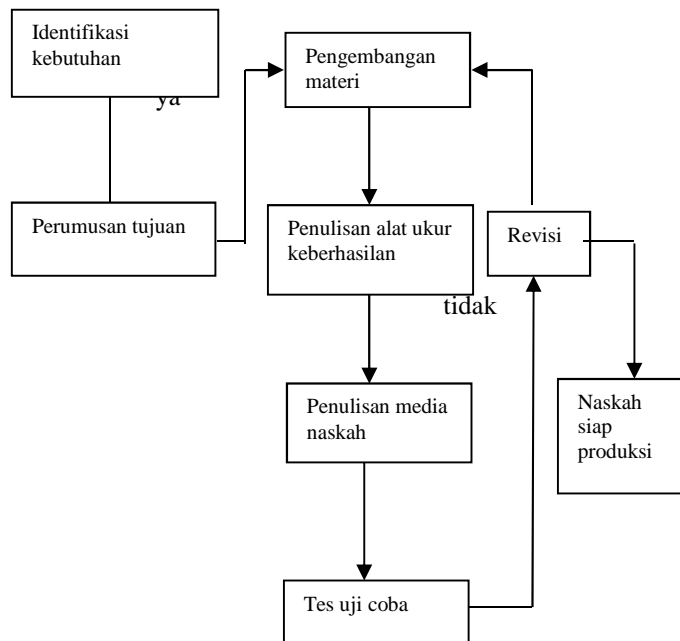 Identifikasi
kebutuhan
Pengembangan
materi
ya
Perumusan tujuan
Penulisan alat ukur
keberhasilan
Revisi
tidak
Penulisan media
naskah
Naskah
siap
produksi
Tes uji coba